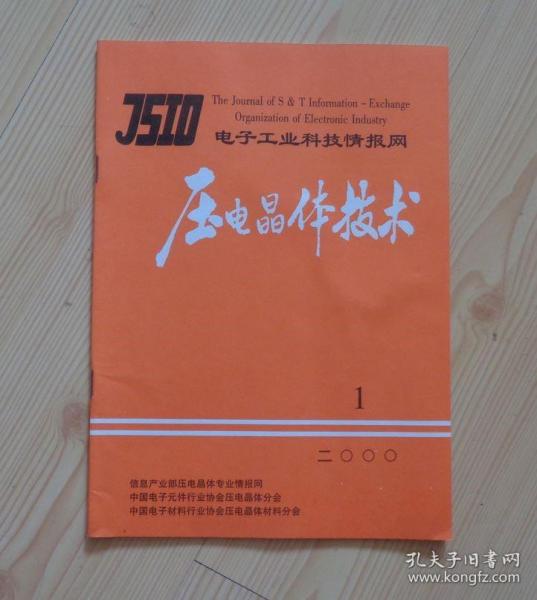 JSIO
The Journal of S & T Information - Exchange
Organization of Electronic Industry
电子工业科技情报网
压电晶体技术
1
二〇〇〇
信息产业部压电晶体专业情报网
中国电子元件行业协会压电晶体分会
中国电子材料行业协会压电晶体材料分会
孔夫子旧书网
www.kongfz.com